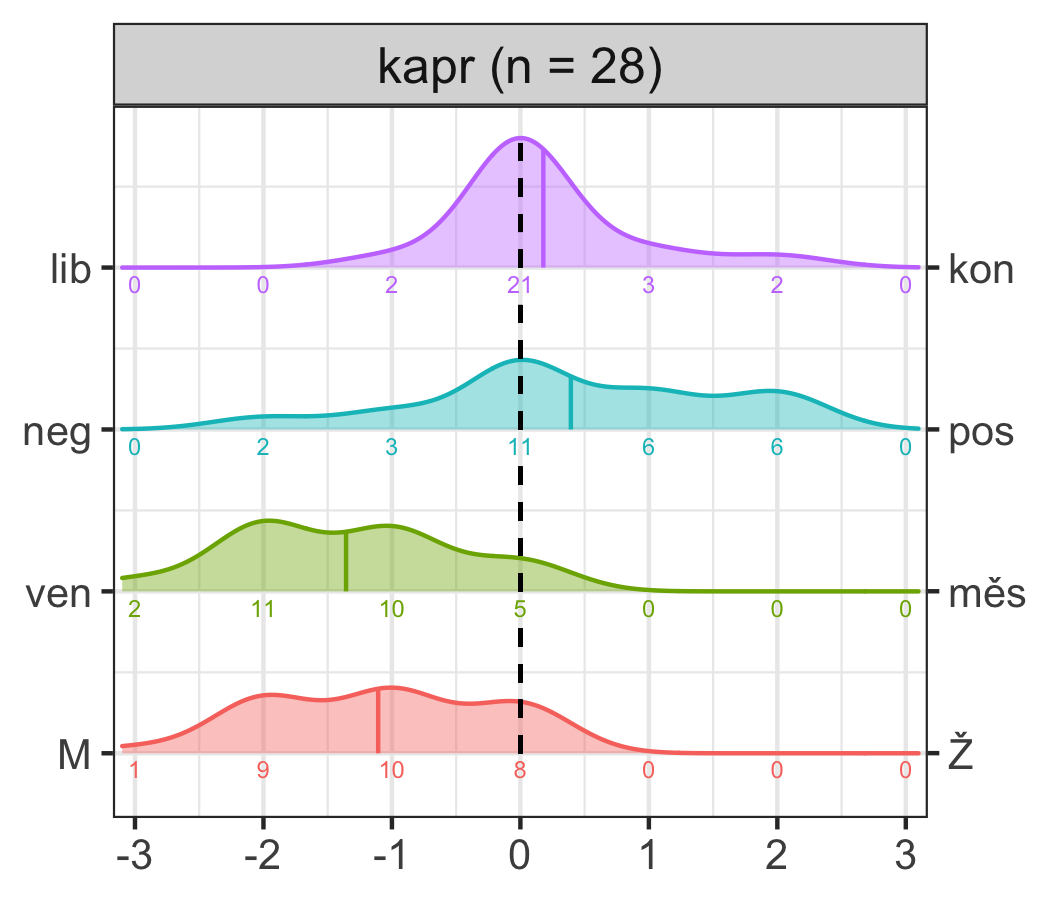 kapr (n = 28)
lib kon
0 0 2 21 3 2 0
neg pos
0 2 3 11 6 6 0
ven měs
2 11 10 5 0 0 0
M Ž
1 9 10 8 0 0 0
-3 -2 -1 0 1 2 3